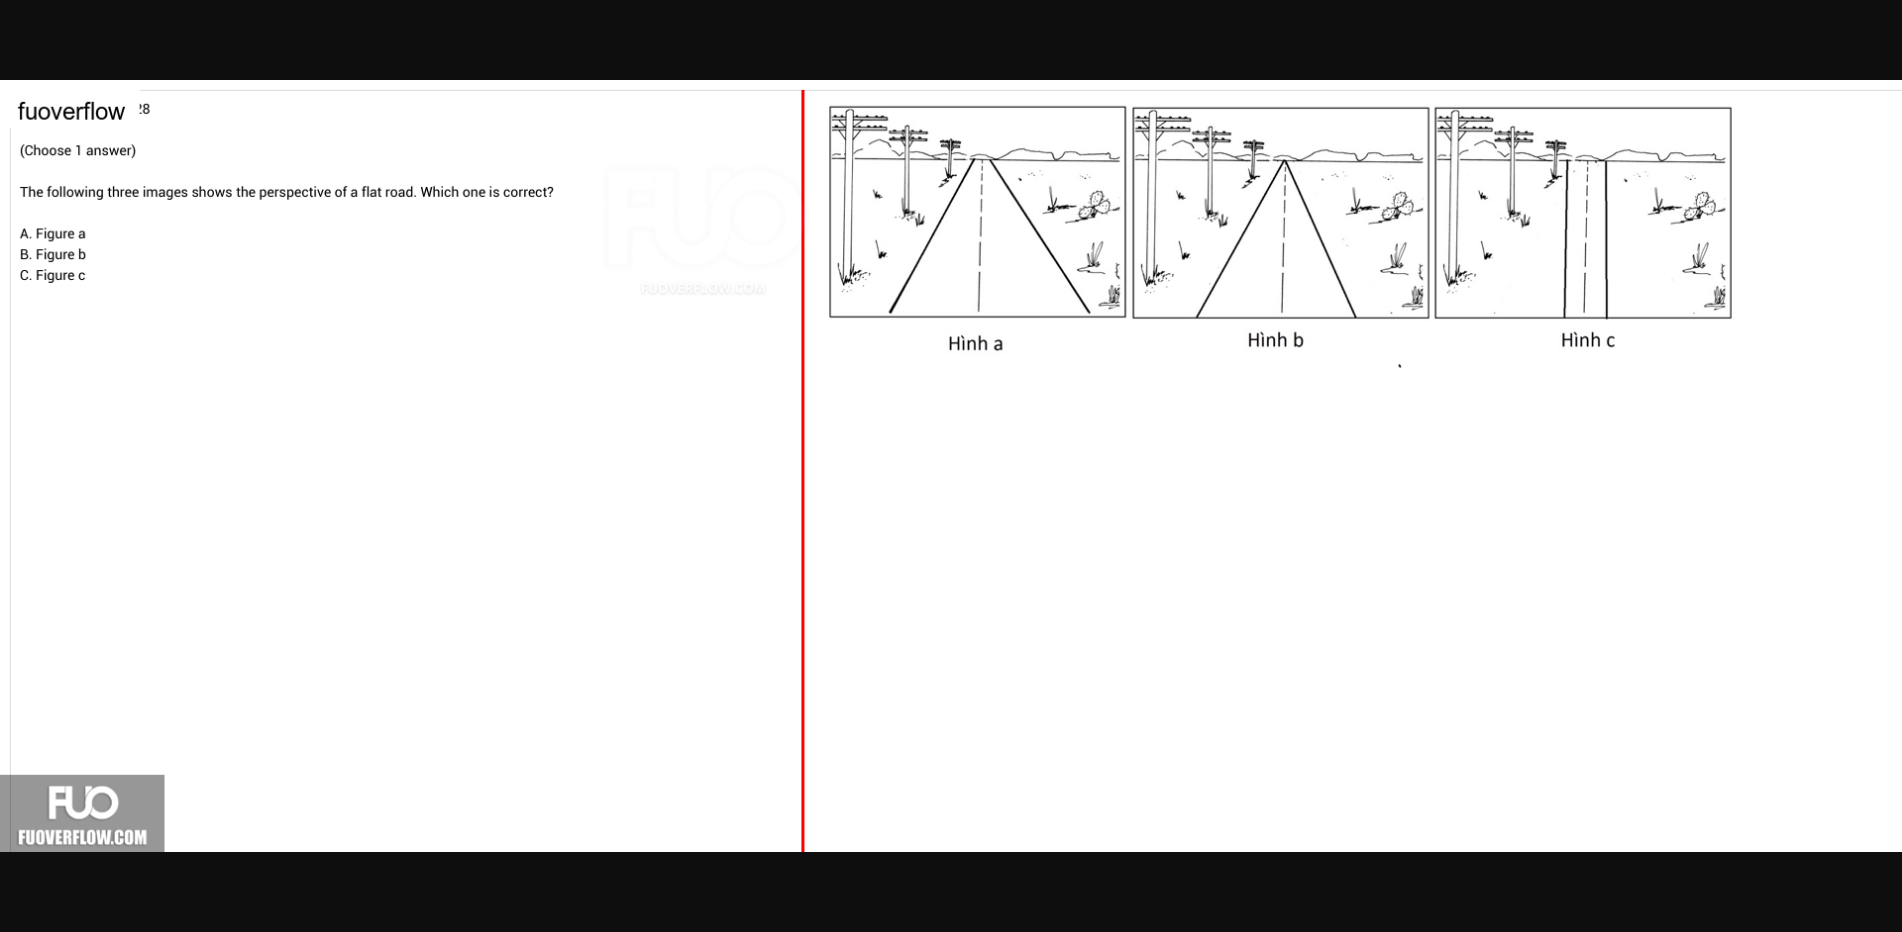 fuoverflow
28
(Choose 1 answer)
The following three images shows the perspective of a flat road. Which one is correct?
A. Figure a
B. Figure b
C. Figure c
FUO
FUOVERFLOW.COM
Hình a
Hình b
Hình c
FUO
FUOVERFLOW.COM